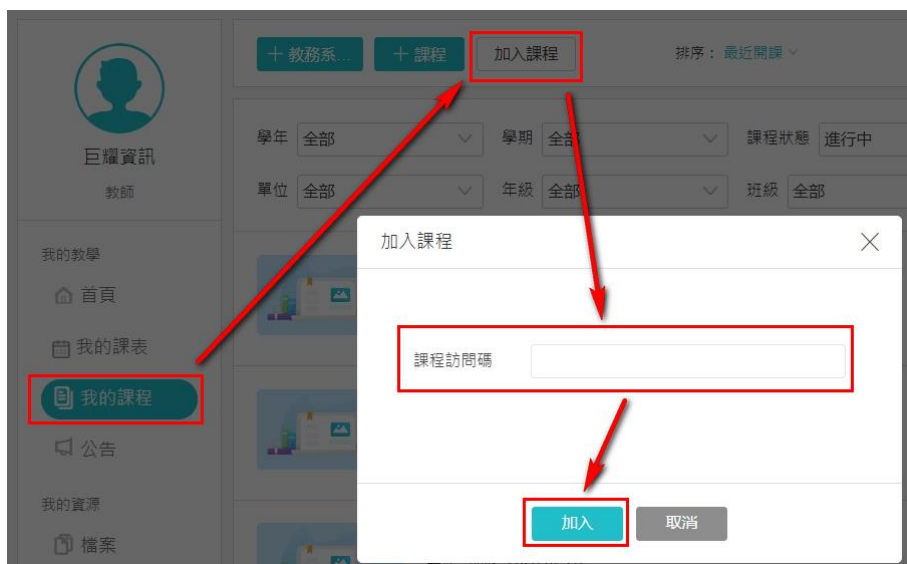 + 教務系... + 課程 加入課程 排序： 最近開課
巨耀資訊
教師
學年 全部 學期 全部 課程狀態 進行中
單位 全部 年級 全部 班級 全部
我的教學
首頁
我的課表
我的課程
公告
我的資源
檔案
加入課程
課程訪問碼
加入 取消